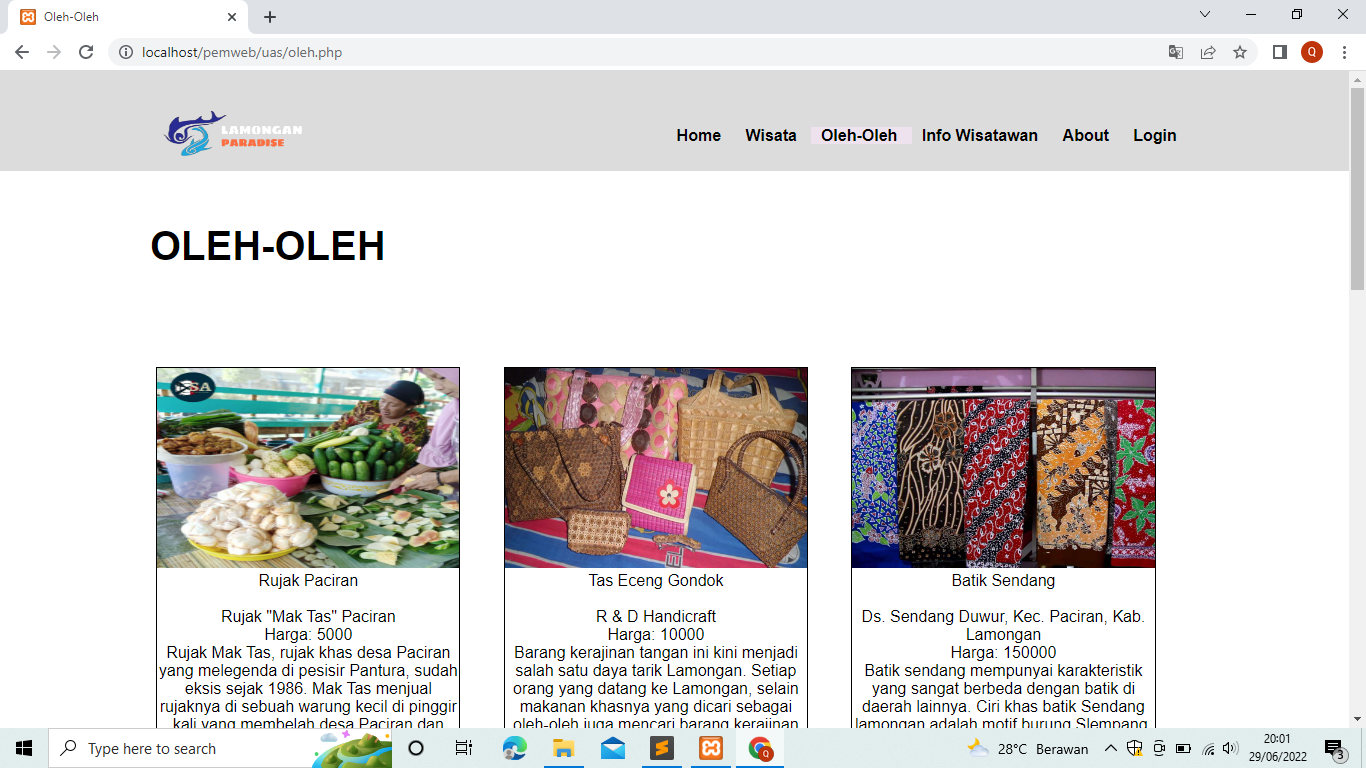 Oleh-Oleh
localhost/pemweb/uas/oleh.php
Q
LAMONGAN
PARADISE
Home Wisata Oleh-Oleh Info Wisatawan About Login
OLEH-OLEH
SA
Rujak Paciran
Rujak "Mak Tas" Paciran
Harga: 5000
Rujak Mak Tas, rujak khas desa Paciran
yang melegenda di pesisir Pantura, sudah
eksis sejak 1986. Mak Tas menjual
rujaknya di sebuah warung kecil di pinggir
kali yang membelah desa Paciran dan
Tas Eceng Gondok
R & D Handicraft
Harga: 10000
Barang kerajinan tangan ini kini menjadi
salah satu daya tarik Lamongan. Setiap
orang yang datang ke Lamongan, selain
makanan khasnya yang dicari sebagai
oleh-oleh juga mencari barang kerajinan
Batik Sendang
Ds. Sendang Duwur, Kec. Paciran, Kab.
Lamongan
Harga: 150000
Batik sendang mempunyai karakteristik
yang sangat berbeda dengan batik di
daerah lainnya. Ciri khas batik Sendang
lamongan adalah motif burung Slempang
Type here to search
Q
28°C Berawan
20:01
29/06/2022
3